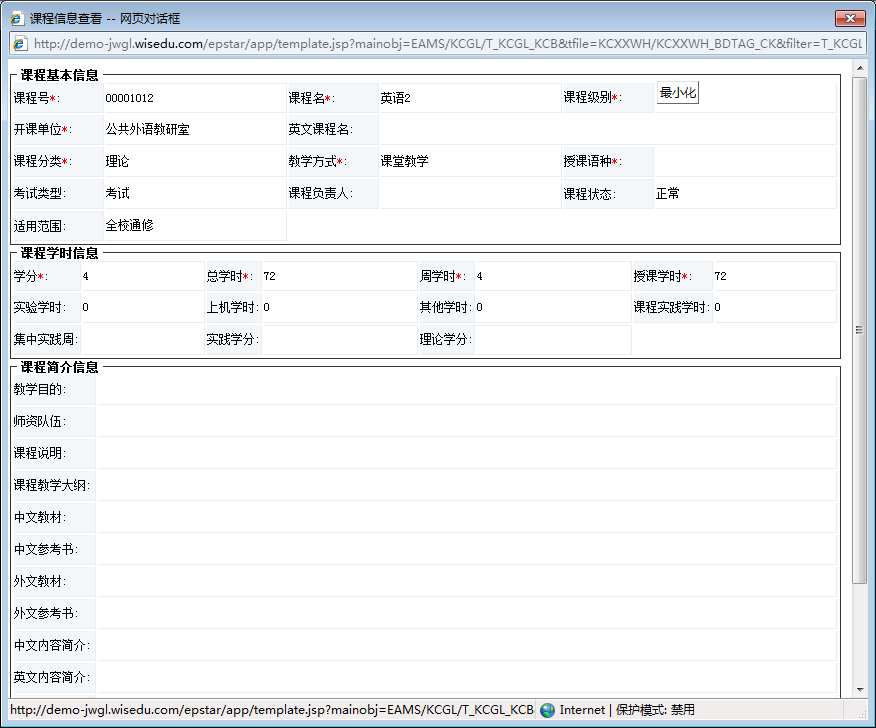 课程信息查看 -- 网页对话框
http://demo-jwgl.wisedu.com/epstar/app/template.jsp?mainobj=EAMS/KCGL/T_KCGL_KCB&tfile=KCXXWH/KCXXWH_BDTAG_CK&filter=T_KCGL
课程基本信息
课程号*: 00001012 课程名*: 英语2 课程级别*: 最小化
开课单位*: 公共外语教研室 英文课程名:
课程分类*: 理论 教学方式*: 课堂教学 授课语种*:
考试类型: 考试 课程负责人: 课程状态: 正常
适用范围: 全校通修
课程学时信息
学分*: 4 总学时*: 72 周学时*: 4 授课学时*: 72
实验学时: 0 上机学时: 0 其他学时: 0 课程实践学时: 0
集中实践周: 实践学分: 理论学分:
课程简介信息
教学目的:
师资队伍:
课程说明:
课程教学大纲:
中文教材:
中文参考书:
外文教材:
外文参考书:
中文内容简介:
英文内容简介:
http://demo-jwgl.wisedu.com/epstar/app/template.jsp?mainobj=EAMS/KCGL/T_KCGL_KCB Internet | 保护模式: 禁用